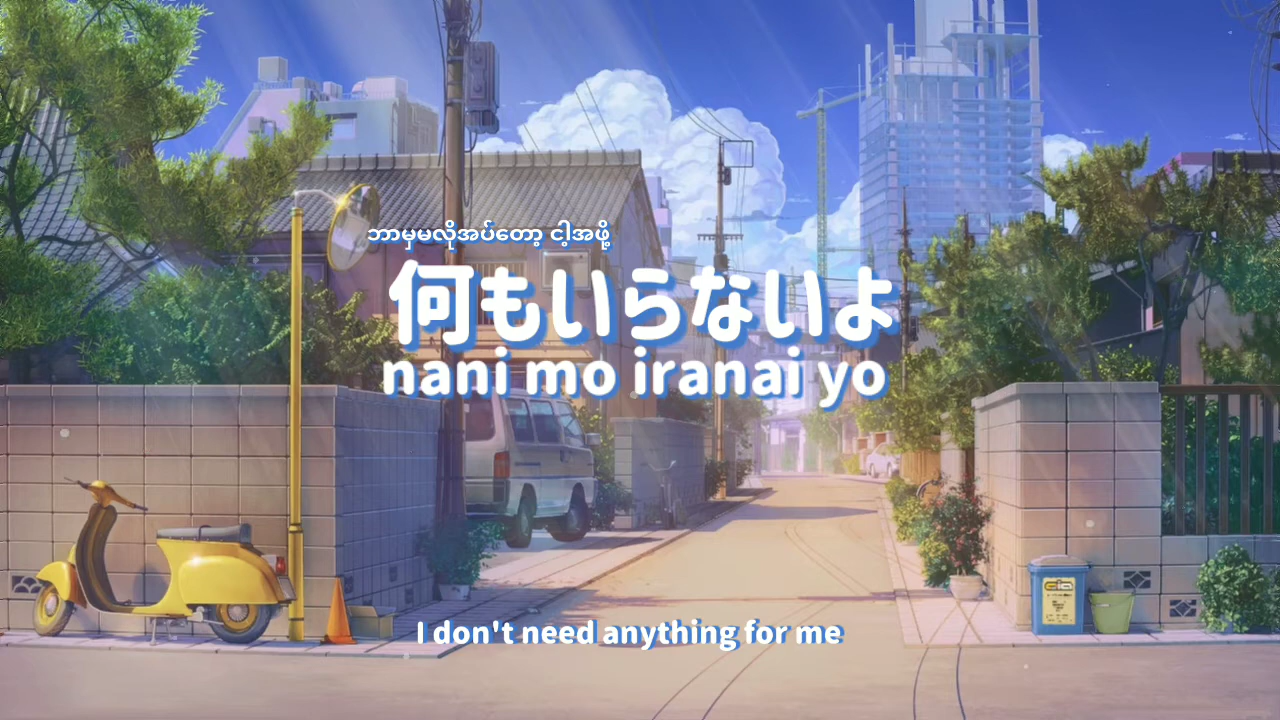 ဘာမှမလိုအပ်တော့ ငါ့အဖို့
何もいらないよ
nani mo iranai yo
I don't need anything for me